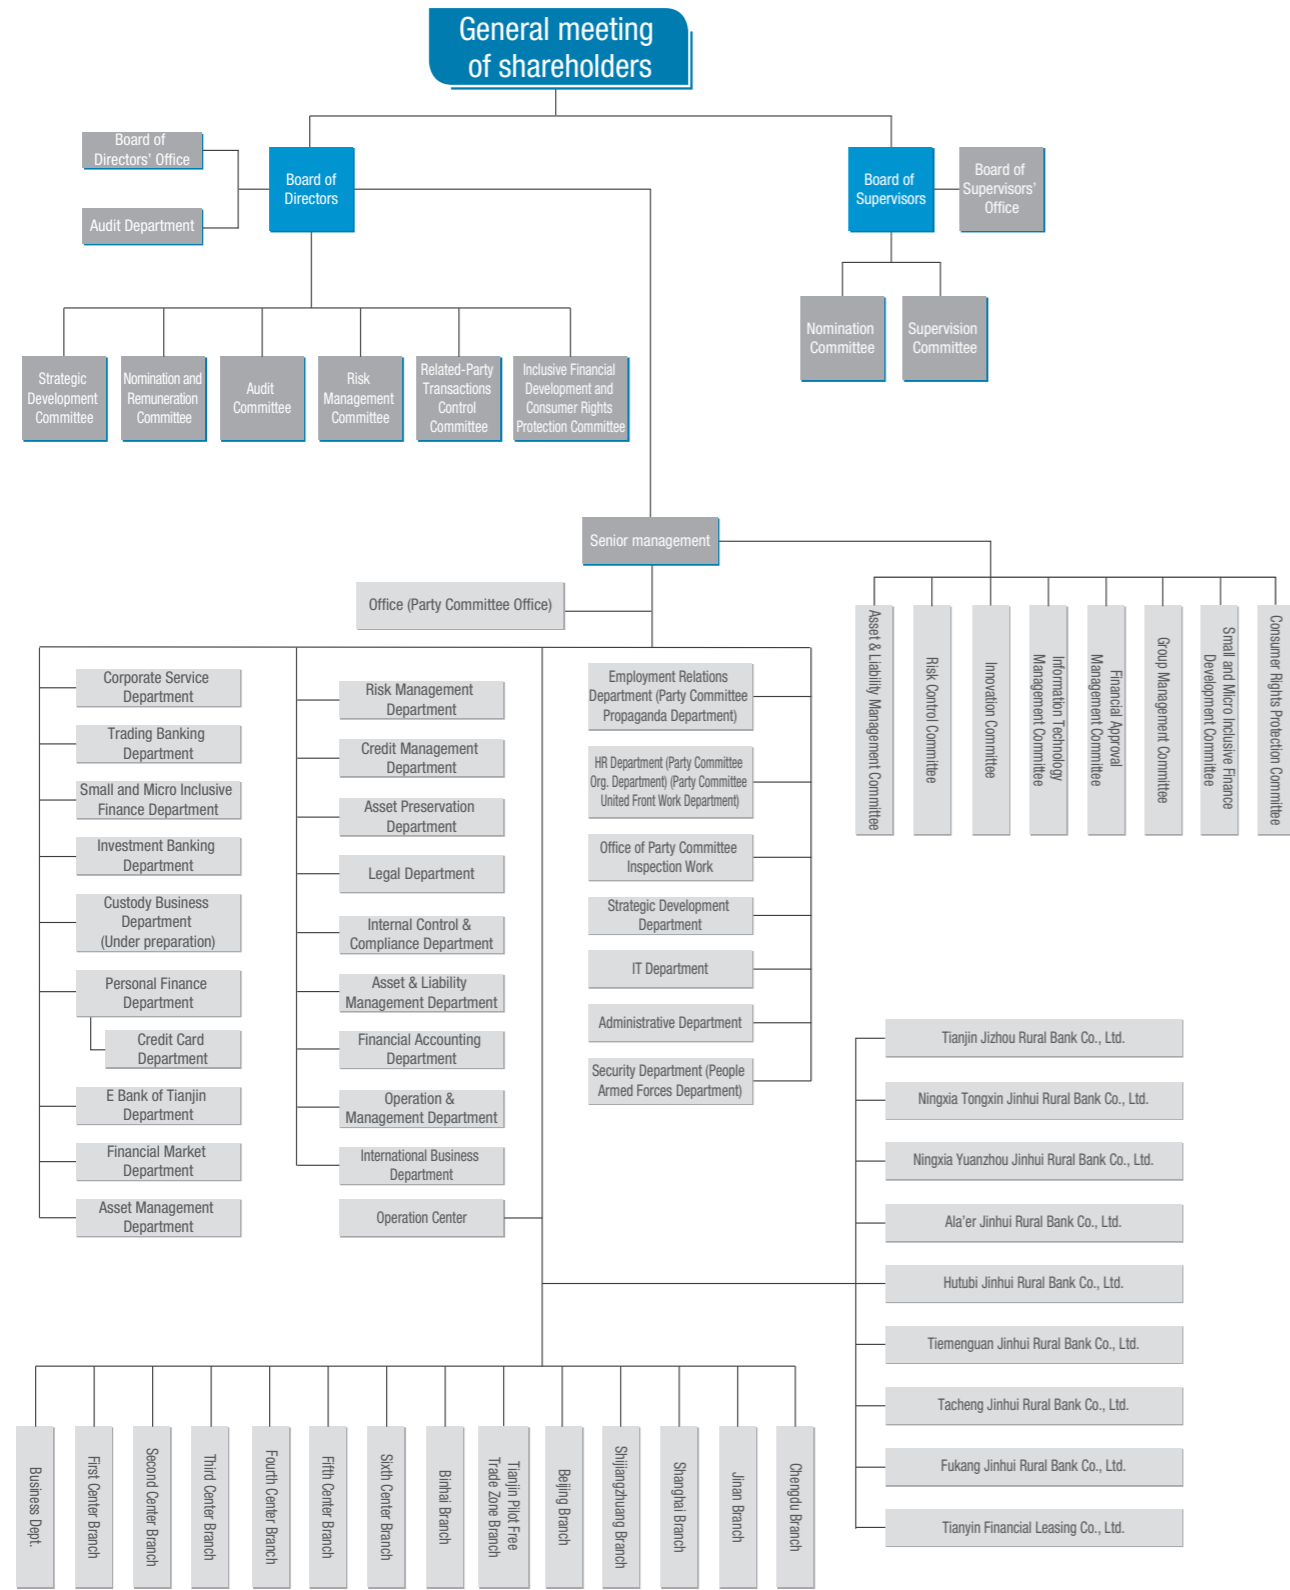 General meeting
of shareholders
Board of
Directors' Office
Audit Department
Board of
Directors
Board of
Supervisors
Board of
Supervisors'
Office
Nomination
Committee
Supervision
Committee
Strategic
Development
Committee
Nomination and
Remuneration
Committee
Audit
Committee
Risk
Management
Committee
Related-Party
Transactions
Control
Committee
Inclusive Financial
Development and
Consumer Rights
Protection Committee
Senior management
Office (Party Committee Office)
Asset & Liability Management Committee
Risk Control Committee
Innovation Committee
Information Technology
Management Committee
Financial Approval
Management Committee
Group Management Committee
Small and Micro Inclusive Finance
Development Committee
Consumer Rights Protection Committee
Corporate Service
Department
Trading Banking
Department
Small and Micro Inclusive
Finance Department
Investment Banking
Department
Custody Business
Department
(Under preparation)
Personal Finance
Department
Credit Card
Department
E Bank of Tianjin
Department
Financial Market
Department
Asset Management
Department
Risk Management
Department
Credit Management
Department
Asset Preservation
Department
Legal Department
Internal Control &
Compliance Department
Asset & Liability
Management Department
Financial Accounting
Department
Operation &
Management Department
International Business
Department
Operation Center
Employment Relations
Department (Party Committee
Propaganda Department)
HR Department (Party Committee
Org. Department) (Party Committee
United Front Work Department)
Office of Party Committee
Inspection Work
Strategic Development
Department
IT Department
Administrative Department
Security Department (People
Armed Forces Department)
Tianjin Jizhou Rural Bank Co., Ltd.
Ningxia Tongxin Jinhui Rural Bank Co., Ltd.
Ningxia Yuanzhou Jinhui Rural Bank Co., Ltd.
Ala'er Jinhui Rural Bank Co., Ltd.
Hutubi Jinhui Rural Bank Co., Ltd.
Tiemenguan Jinhui Rural Bank Co., Ltd.
Tacheng Jinhui Rural Bank Co., Ltd.
Fukang Jinhui Rural Bank Co., Ltd.
Tianyin Financial Leasing Co., Ltd.
Business Dept.
First Center Branch
Second Center Branch
Third Center Branch
Fourth Center Branch
Fifth Center Branch
Sixth Center Branch
Binhai Branch
Tianjin Pilot Free
Trade Zone Branch
Beijing Branch
Shijiangzhuang Branch
Shanghai Branch
Jinan Branch
Chengdu Branch